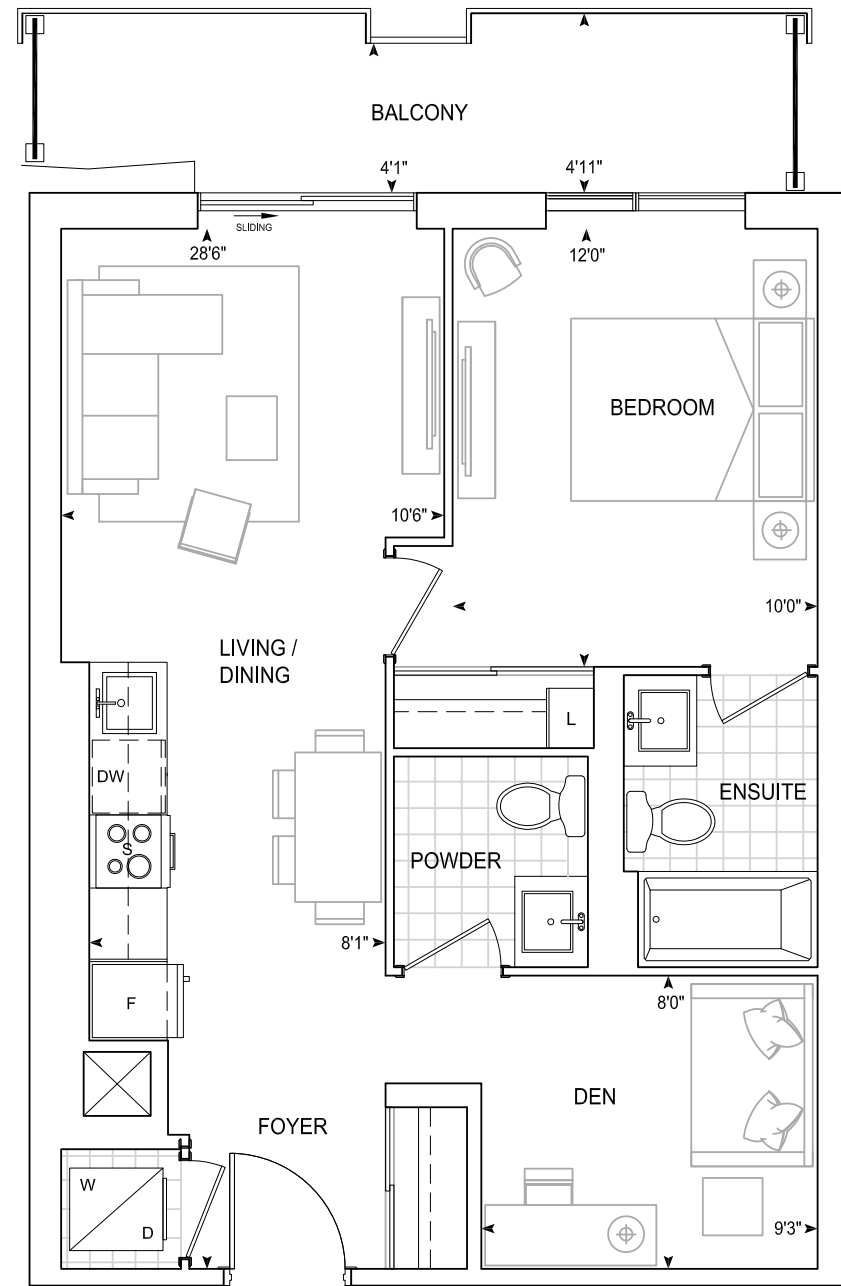 BALCONY
4'1"
4'11"
SLIDING
28'6"
12'0"
BEDROOM
10'6"
10'0"
LIVING /
DINING
L
DW
ENSUITE
S
POWDER
8'1"
F
8'0"
DEN
FOYER
W
D
9'3"